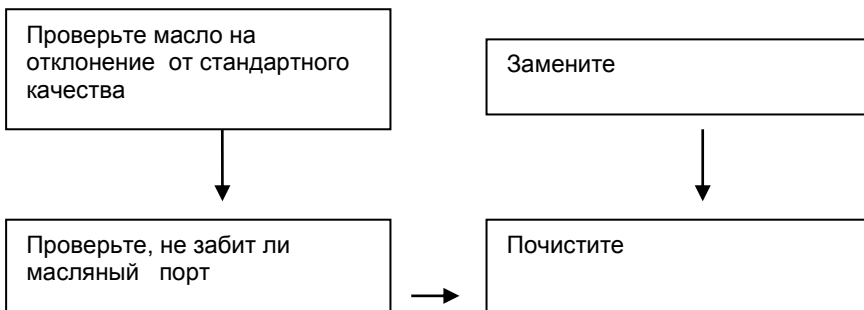 Проверьте масло на
отклонение от стандартного
качества
Замените
Проверьте, не забит ли
масляный порт
Почистите